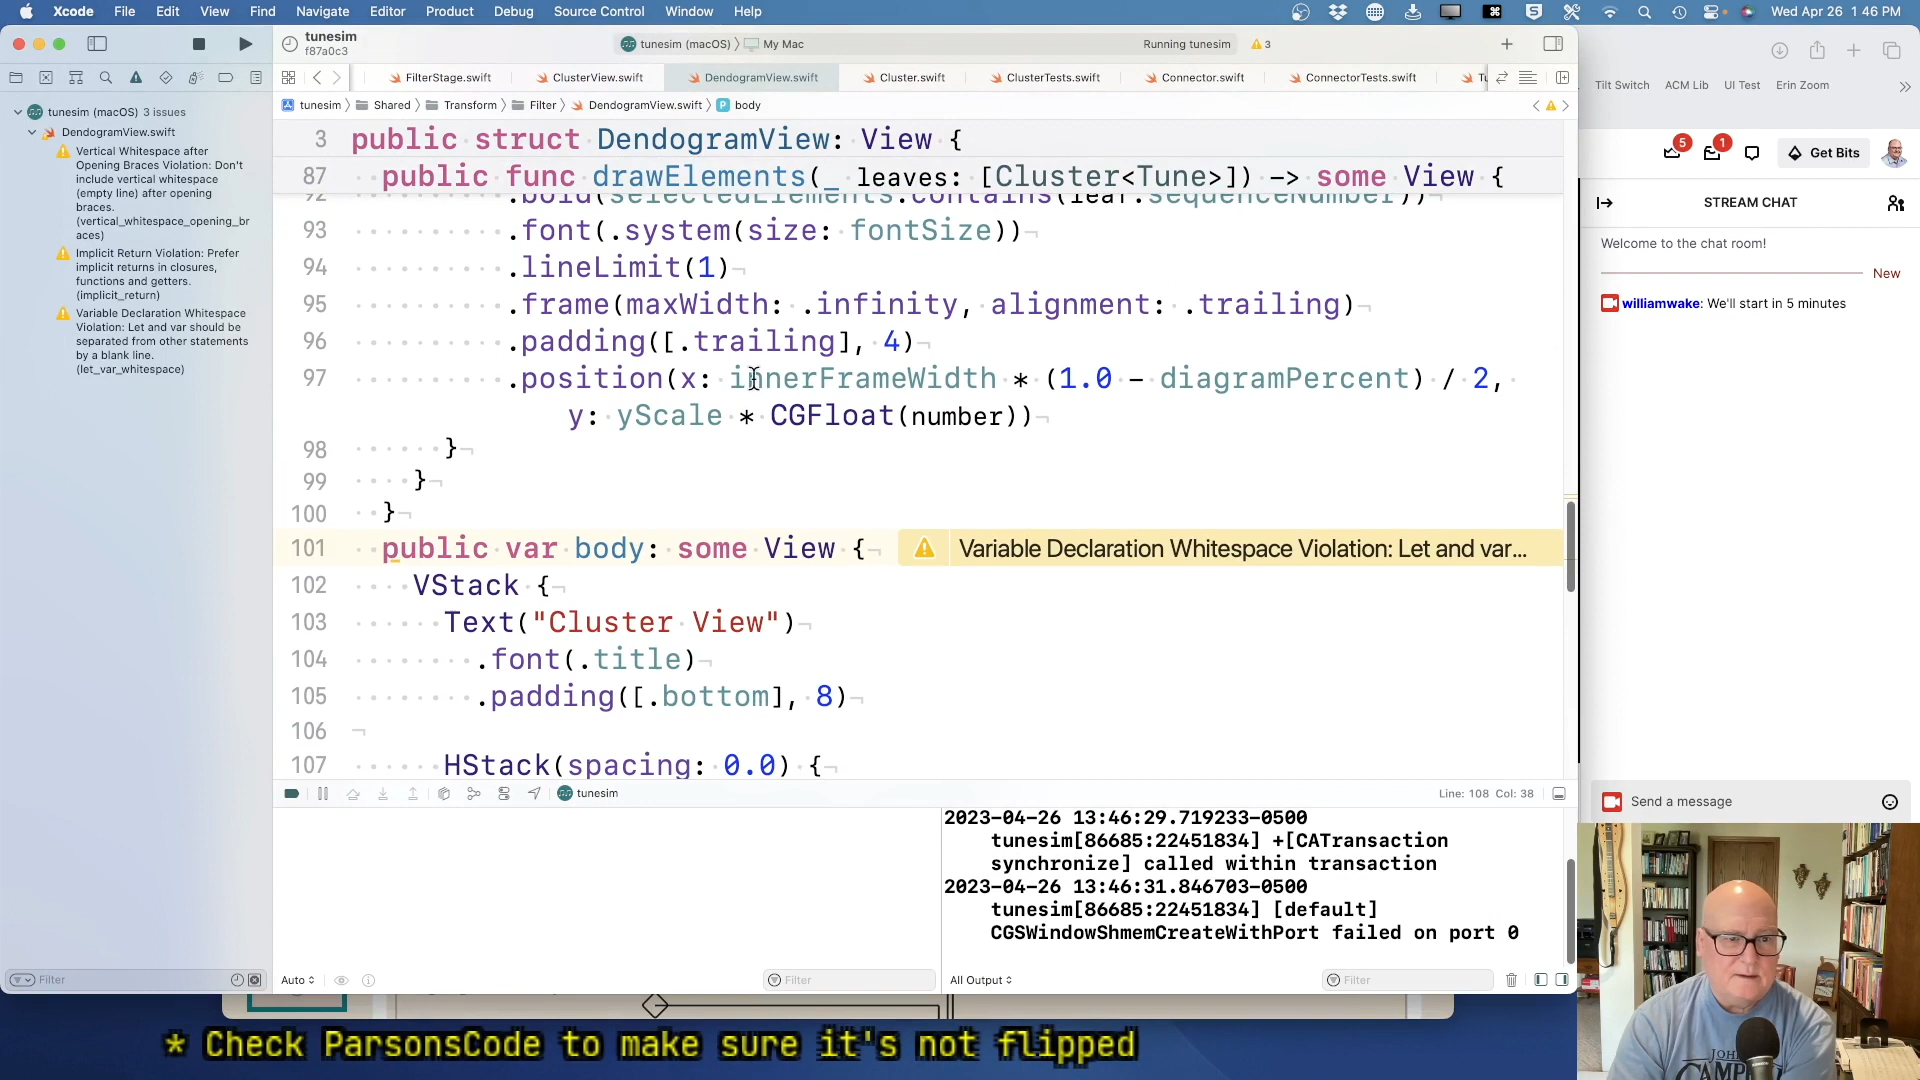 Xcode File Edit View Find Navigate Editor Product Debug Source Control Window Help
Wed Apr 26 1:46 PM
tunesim
f87a0c3
tunesim (macOS) My Mac
Running tunesim
3
FilterStage.swift
ClusterView.swift
DendogramView.swift
Cluster.swift
ClusterTests.swift
Connector.swift
ConnectorTests.swift
Tu
tunesim Shared Transform Filter DendogramView.swift body
tunesim (macOS) 3 issues
DendogramView.swift
Vertical Whitespace after
Opening Braces Violation: Don't
include vertical whitespace
(empty line) after opening
braces.
(vertical_whitespace_opening_br
aces)
Implicit Return Violation: Prefer
implicit returns in closures,
functions and getters.
(implicit_return)
Variable Declaration Whitespace
Violation: Let and var should be
separated from other statements
by a blank line.
(let_var_whitespace)
3 public struct DendogramView: View {
87 public func drawElements(_ leaves: [Cluster<Tune>]) -> some View {
92 .bold(selectedElements.contains(leaf.sequenceNumber))
93 .font(.system(size: fontSize))
94 .lineLimit(1)
95 .frame(maxWidth: .infinity, alignment: .trailing)
96 .padding([.trailing], 4)
97 .position(x: innerFrameWidth * (1.0 - diagramPercent) / 2,
y: yScale * CGFloat(number))
98 }
99 }
100 }
101 public var body: some View { Variable Declaration Whitespace Violation: Let and var...
102 VStack {
103 Text("Cluster View")
104 .font(.title)
105 .padding([.bottom], 8)
106
107 HStack(spacing: 0.0) {
tunesim
Line: 108 Col: 38
2023-04-26 13:46:29.719233-0500
tunesim[86685:22451834] +[CATransaction
synchronize] called within transaction
2023-04-26 13:46:31.846703-0500
tunesim[86685:22451834] [default]
CGSWindowShmemCreateWithPort failed on port 0
Filter
Auto
Filter
All Output
Filter
Tilt Switch ACM Lib UI Test Erin Zoom
5
1
Get Bits
STREAM CHAT
Welcome to the chat room!
New
williamwake: We'll start in 5 minutes
Send a message
* Check ParsonsCode to make sure it's not flipped